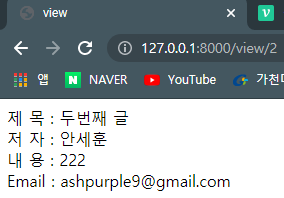 view
127.0.0.1:8000/view/2
앱 NAVER YouTube 가천대
제 목 : 두번째 글
저 자 : 안세훈
내 용 : 222
Email : ashpurple9@gmail.com